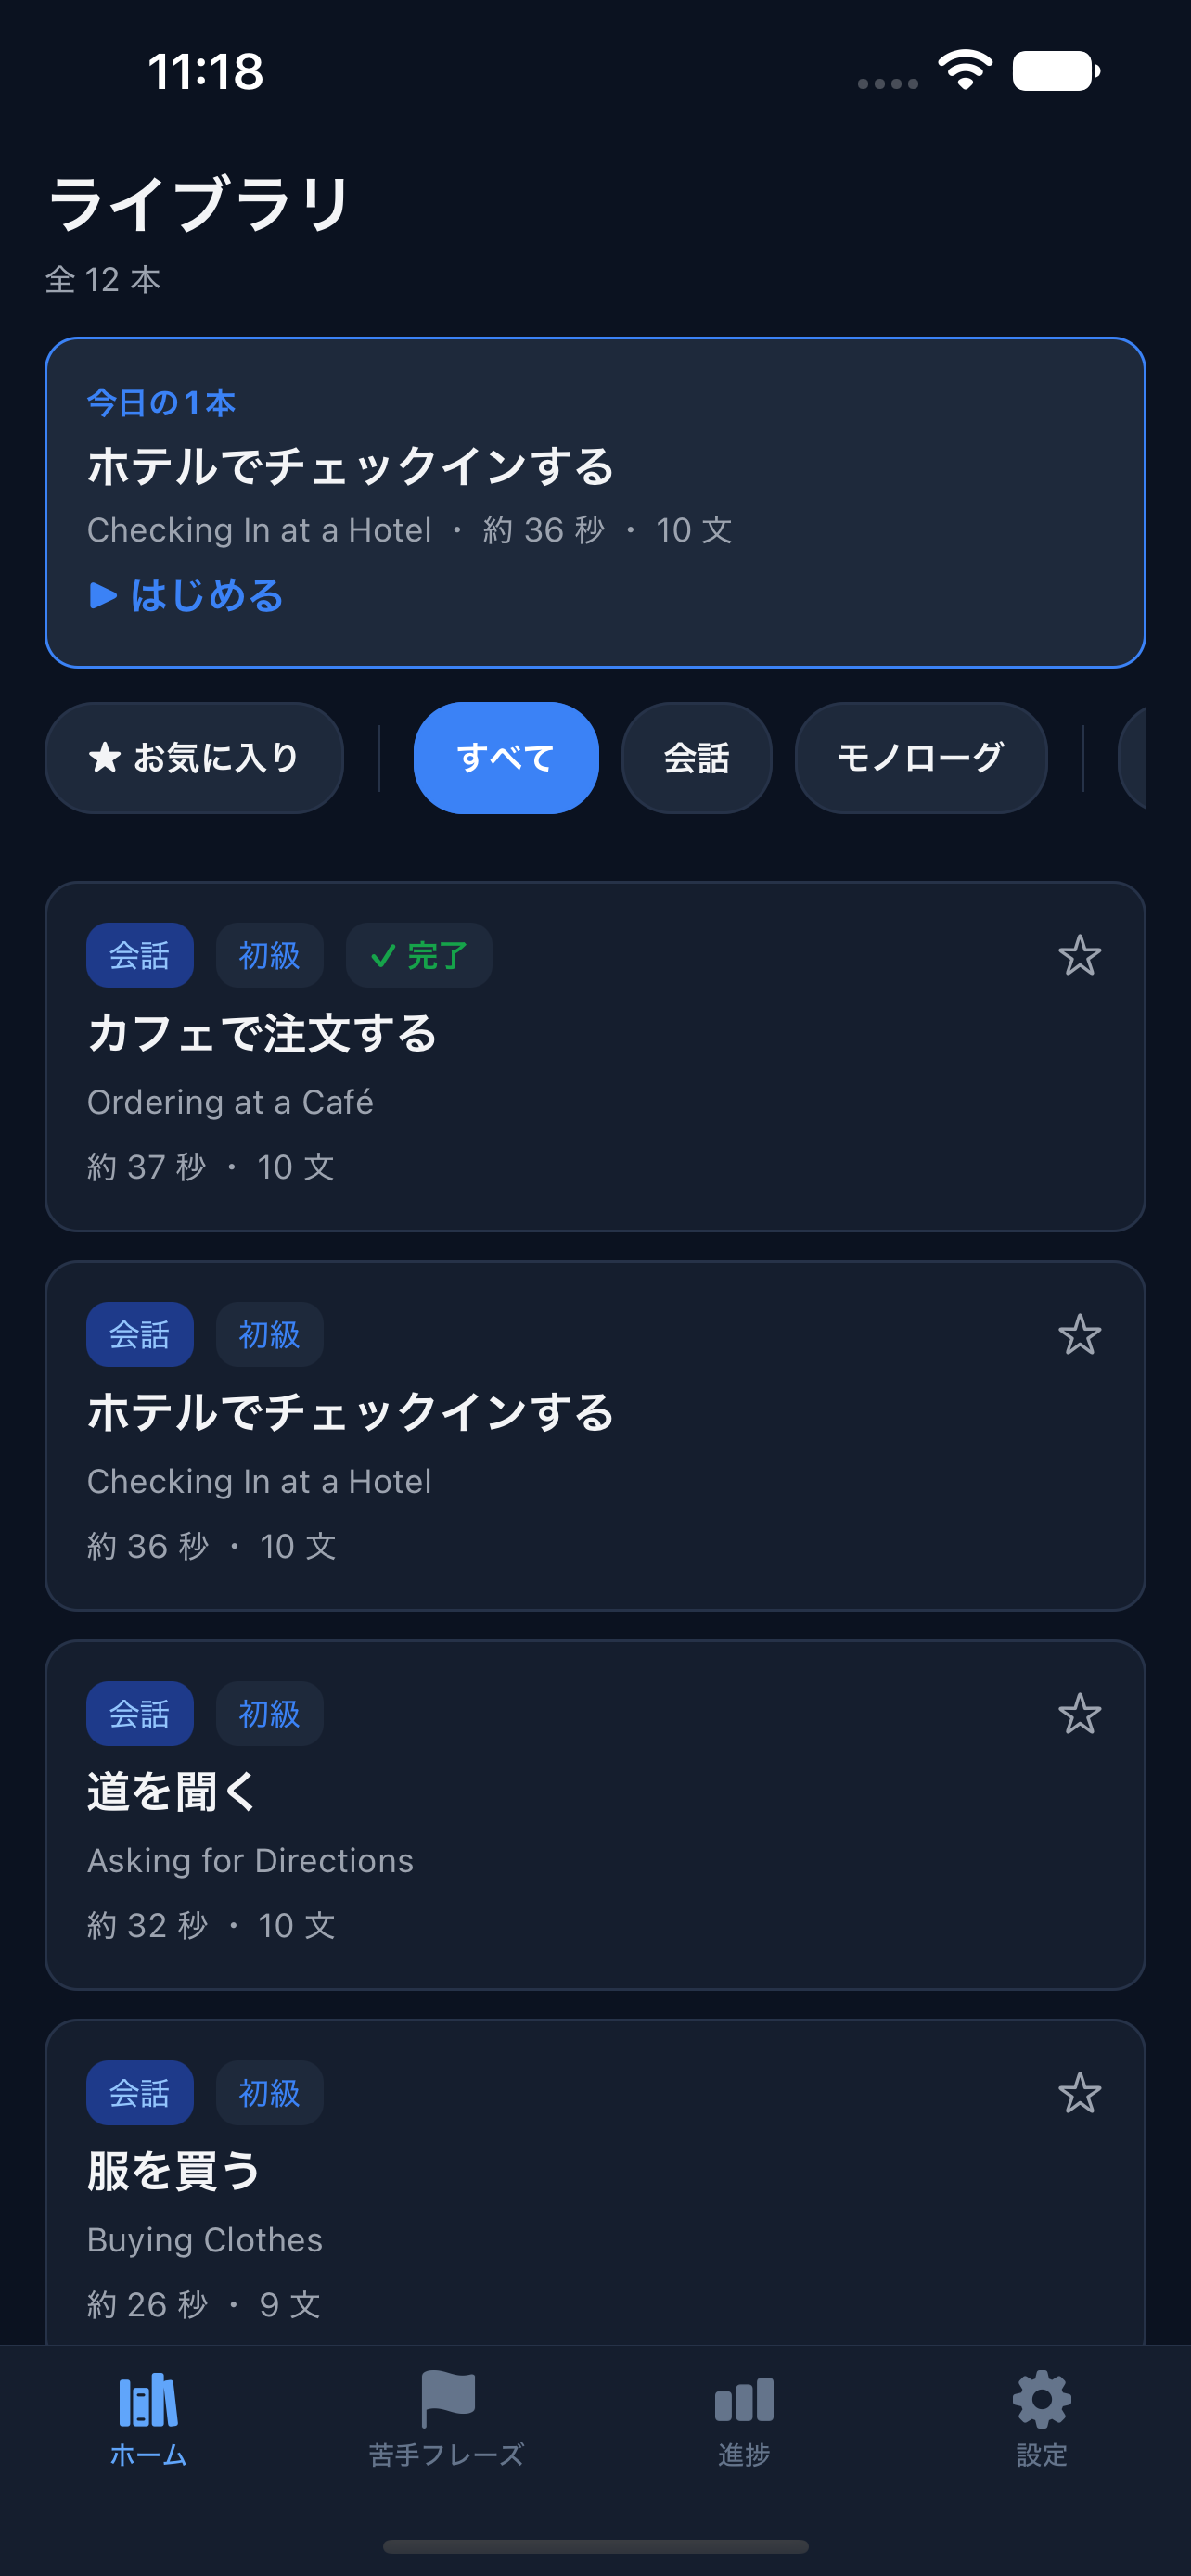 11:18
ライブラリ
全 12 本
今日の1本
ホテルでチェックインする
Checking In at a Hotel ・ 約 36 秒 ・ 10 文
はじめる
お気に入り
すべて
会話
モノローグ
会話 初級 完了
カフェで注文する
Ordering at a Café
約 37 秒 ・ 10 文
会話 初級
ホテルでチェックインする
Checking In at a Hotel
約 36 秒 ・ 10 文
会話 初級
道を聞く
Asking for Directions
約 32 秒 ・ 10 文
会話 初級
服を買う
Buying Clothes
約 26 秒 ・ 9 文
ホーム
苦手フレーズ
進捗
設定